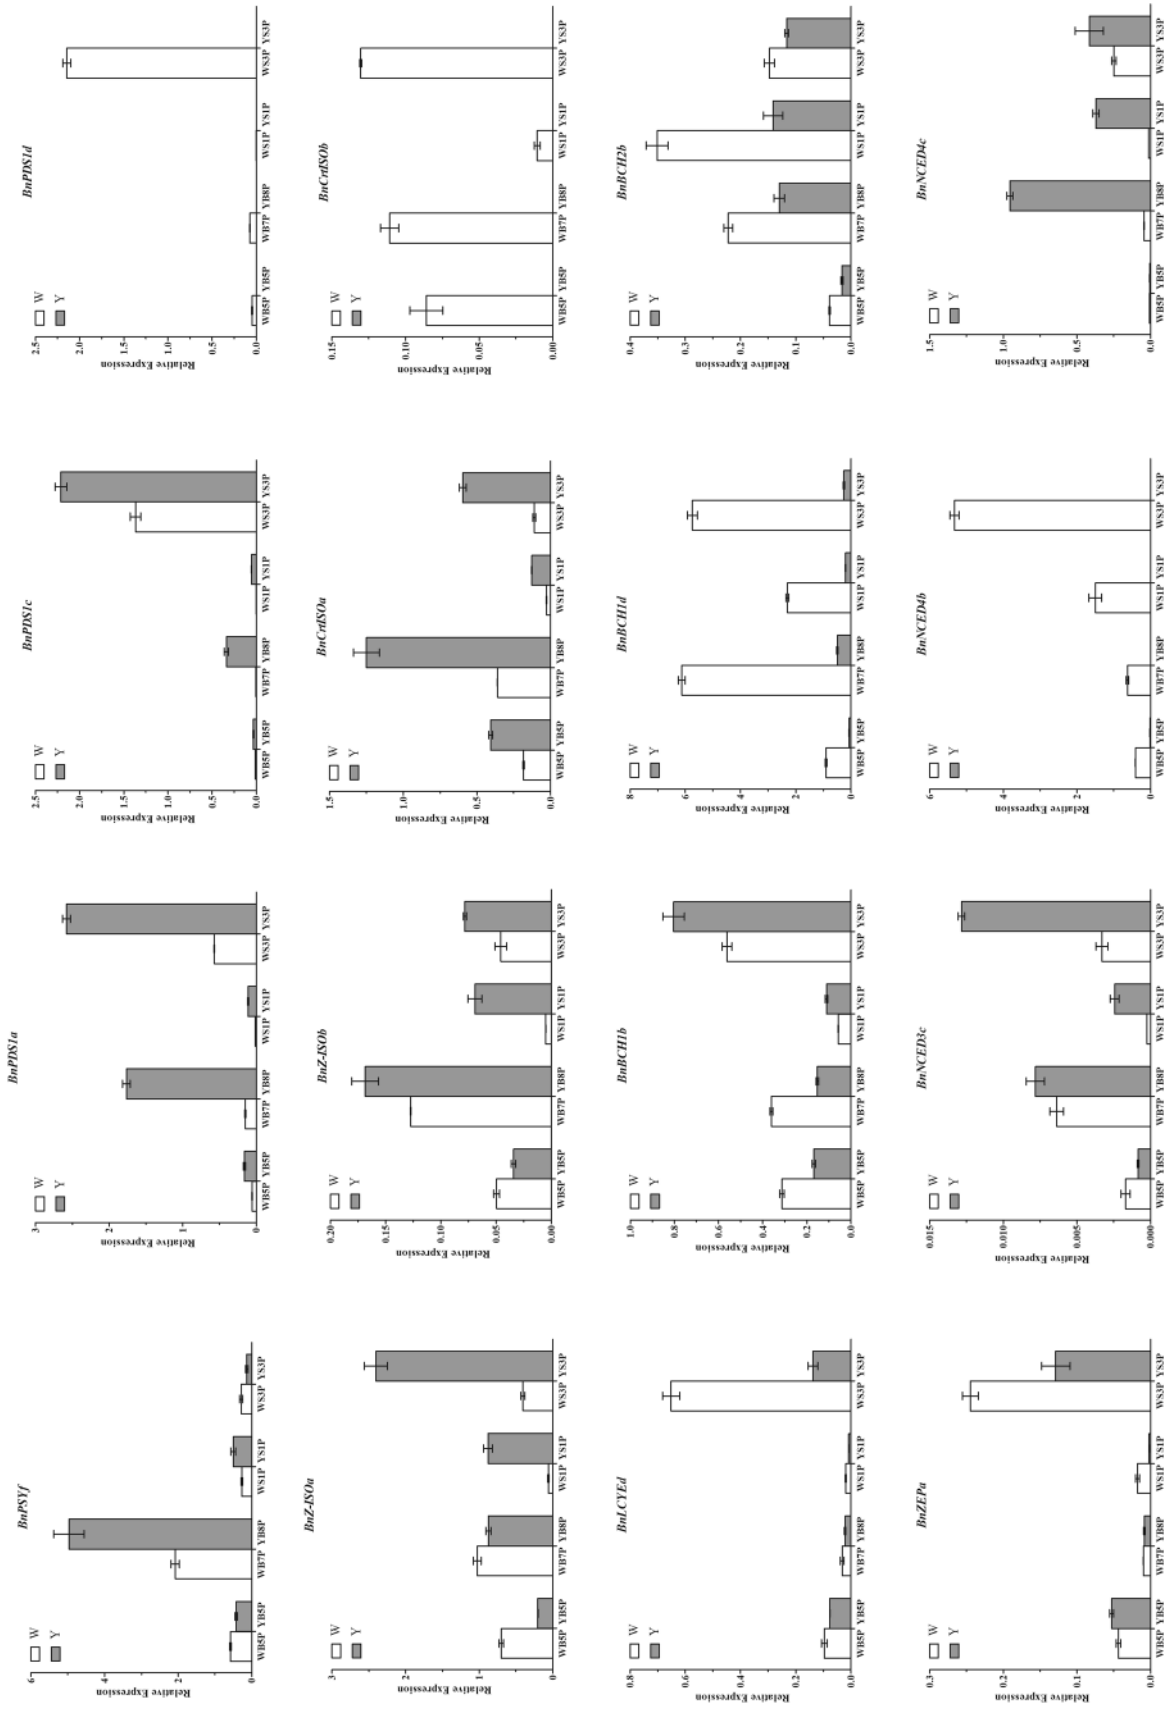 BnPSYf
W
Y
Relative Expression
6
4
2
0
WB5P YB5P WB7P YB8P WS1P YS1P WS3P YS3P
BnPDS1a
W
Y
Relative Expression
3
2
1
0
WB5P YB5P WB7P YB8P WS1P YS1P WS3P YS3P
BnPDS1c
W
Y
Relative Expression
2.5
2.0
1.5
1.0
0.5
0.0
WB5P YB5P WB7P YB8P WS1P YS1P WS3P YS3P
BnPDS1d
W
Y
Relative Expression
2.5
2.0
1.5
1.0
0.5
0.0
WB5P YB5P WB7P YB8P WS1P YS1P WS3P YS3P
BnZ-ISOa
W
Y
Relative Expression
3
2
1
0
WB5P YB5P WB7P YB8P WS1P YS1P WS3P YS3P
BnZ-ISOb
W
Y
Relative Expression
0.20
0.15
0.10
0.05
0.00
WB5P YB5P WB7P YB8P WS1P YS1P WS3P YS3P
BnCrtISOa
W
Y
Relative Expression
1.5
1.0
0.5
0.0
WB5P YB5P WB7P YB8P WS1P YS1P WS3P YS3P
BnCrtISOb
W
Y
Relative Expression
0.15
0.10
0.05
0.00
WB5P YB5P WB7P YB8P WS1P YS1P WS3P YS3P
BnLCYEd
W
Y
Relative Expression
0.8
0.6
0.4
0.2
0.0
WB5P YB5P WB7P YB8P WS1P YS1P WS3P YS3P
BnBCH1b
W
Y
Relative Expression
1.0
0.8
0.6
0.4
0.2
0.0
WB5P YB5P WB7P YB8P WS1P YS1P WS3P YS3P
BnBCH1d
W
Y
Relative Expression
8
6
4
2
0
WB5P YB5P WB7P YB8P WS1P YS1P WS3P YS3P
BnBCH2b
W
Y
Relative Expression
0.4
0.3
0.2
0.1
0.0
WB5P YB5P WB7P YB8P WS1P YS1P WS3P YS3P
BnZEPa
W
Y
Relative Expression
0.3
0.2
0.1
0.0
WB5P YB5P WB7P YB8P WS1P YS1P WS3P YS3P
BnNCED3c
W
Y
Relative Expression
0.015
0.010
0.005
0.000
WB5P YB5P WB7P YB8P WS1P YS1P WS3P YS3P
BnNCED4b
W
Y
Relative Expression
6
4
2
0
WB5P YB5P WB7P YB8P WS1P YS1P WS3P YS3P
BnNCED4c
W
Y
Relative Expression
1.5
1.0
0.5
0.0
WB5P YB5P WB7P YB8P WS1P YS1P WS3P YS3P